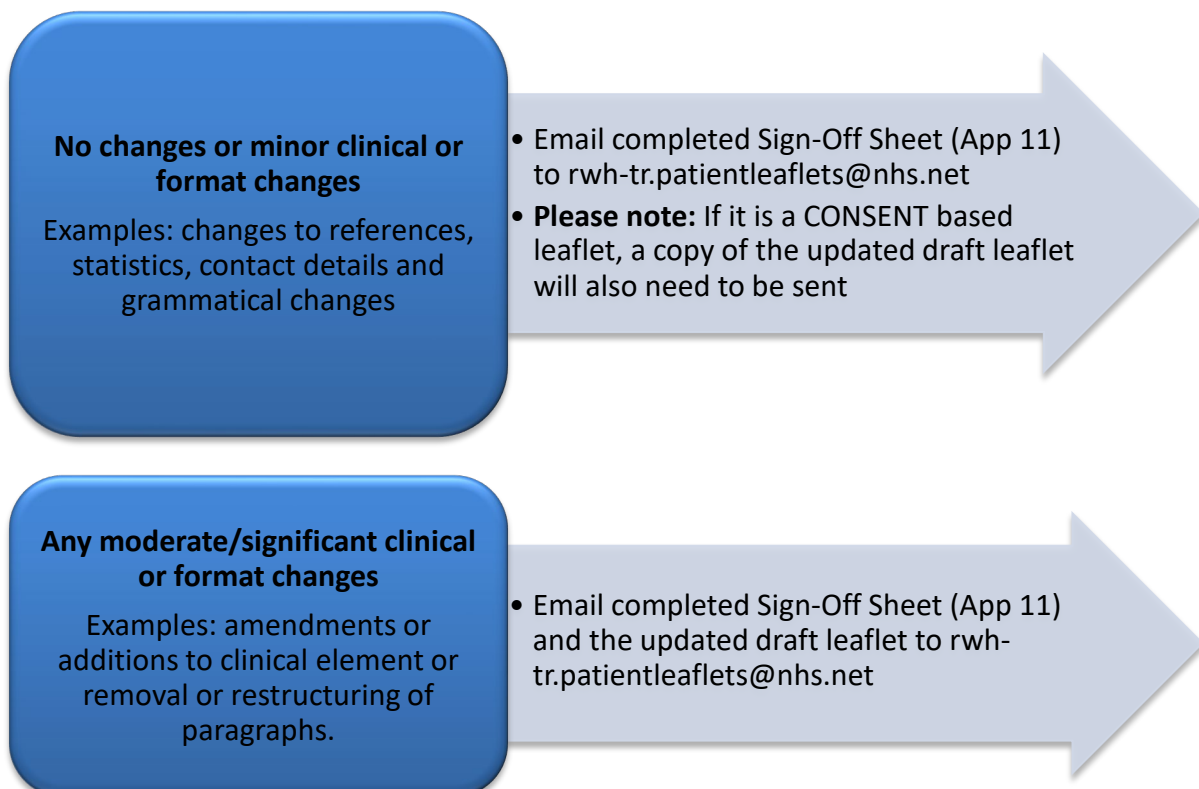 No changes or minor clinical or
format changes
Examples: changes to references,
statistics, contact details and
grammatical changes
• Email completed Sign-Off Sheet (App 11)
to rwh-tr.patientleaflets@nhs.net
• Please note: If it is a CONSENT based
leaflet, a copy of the updated draft leaflet
will also need to be sent
Any moderate/significant clinical
or format changes
Examples: amendments or
additions to clinical element or
removal or restructuring of
paragraphs.
• Email completed Sign-Off Sheet (App 11)
and the updated draft leaflet to rwh-
tr.patientleaflets@nhs.net